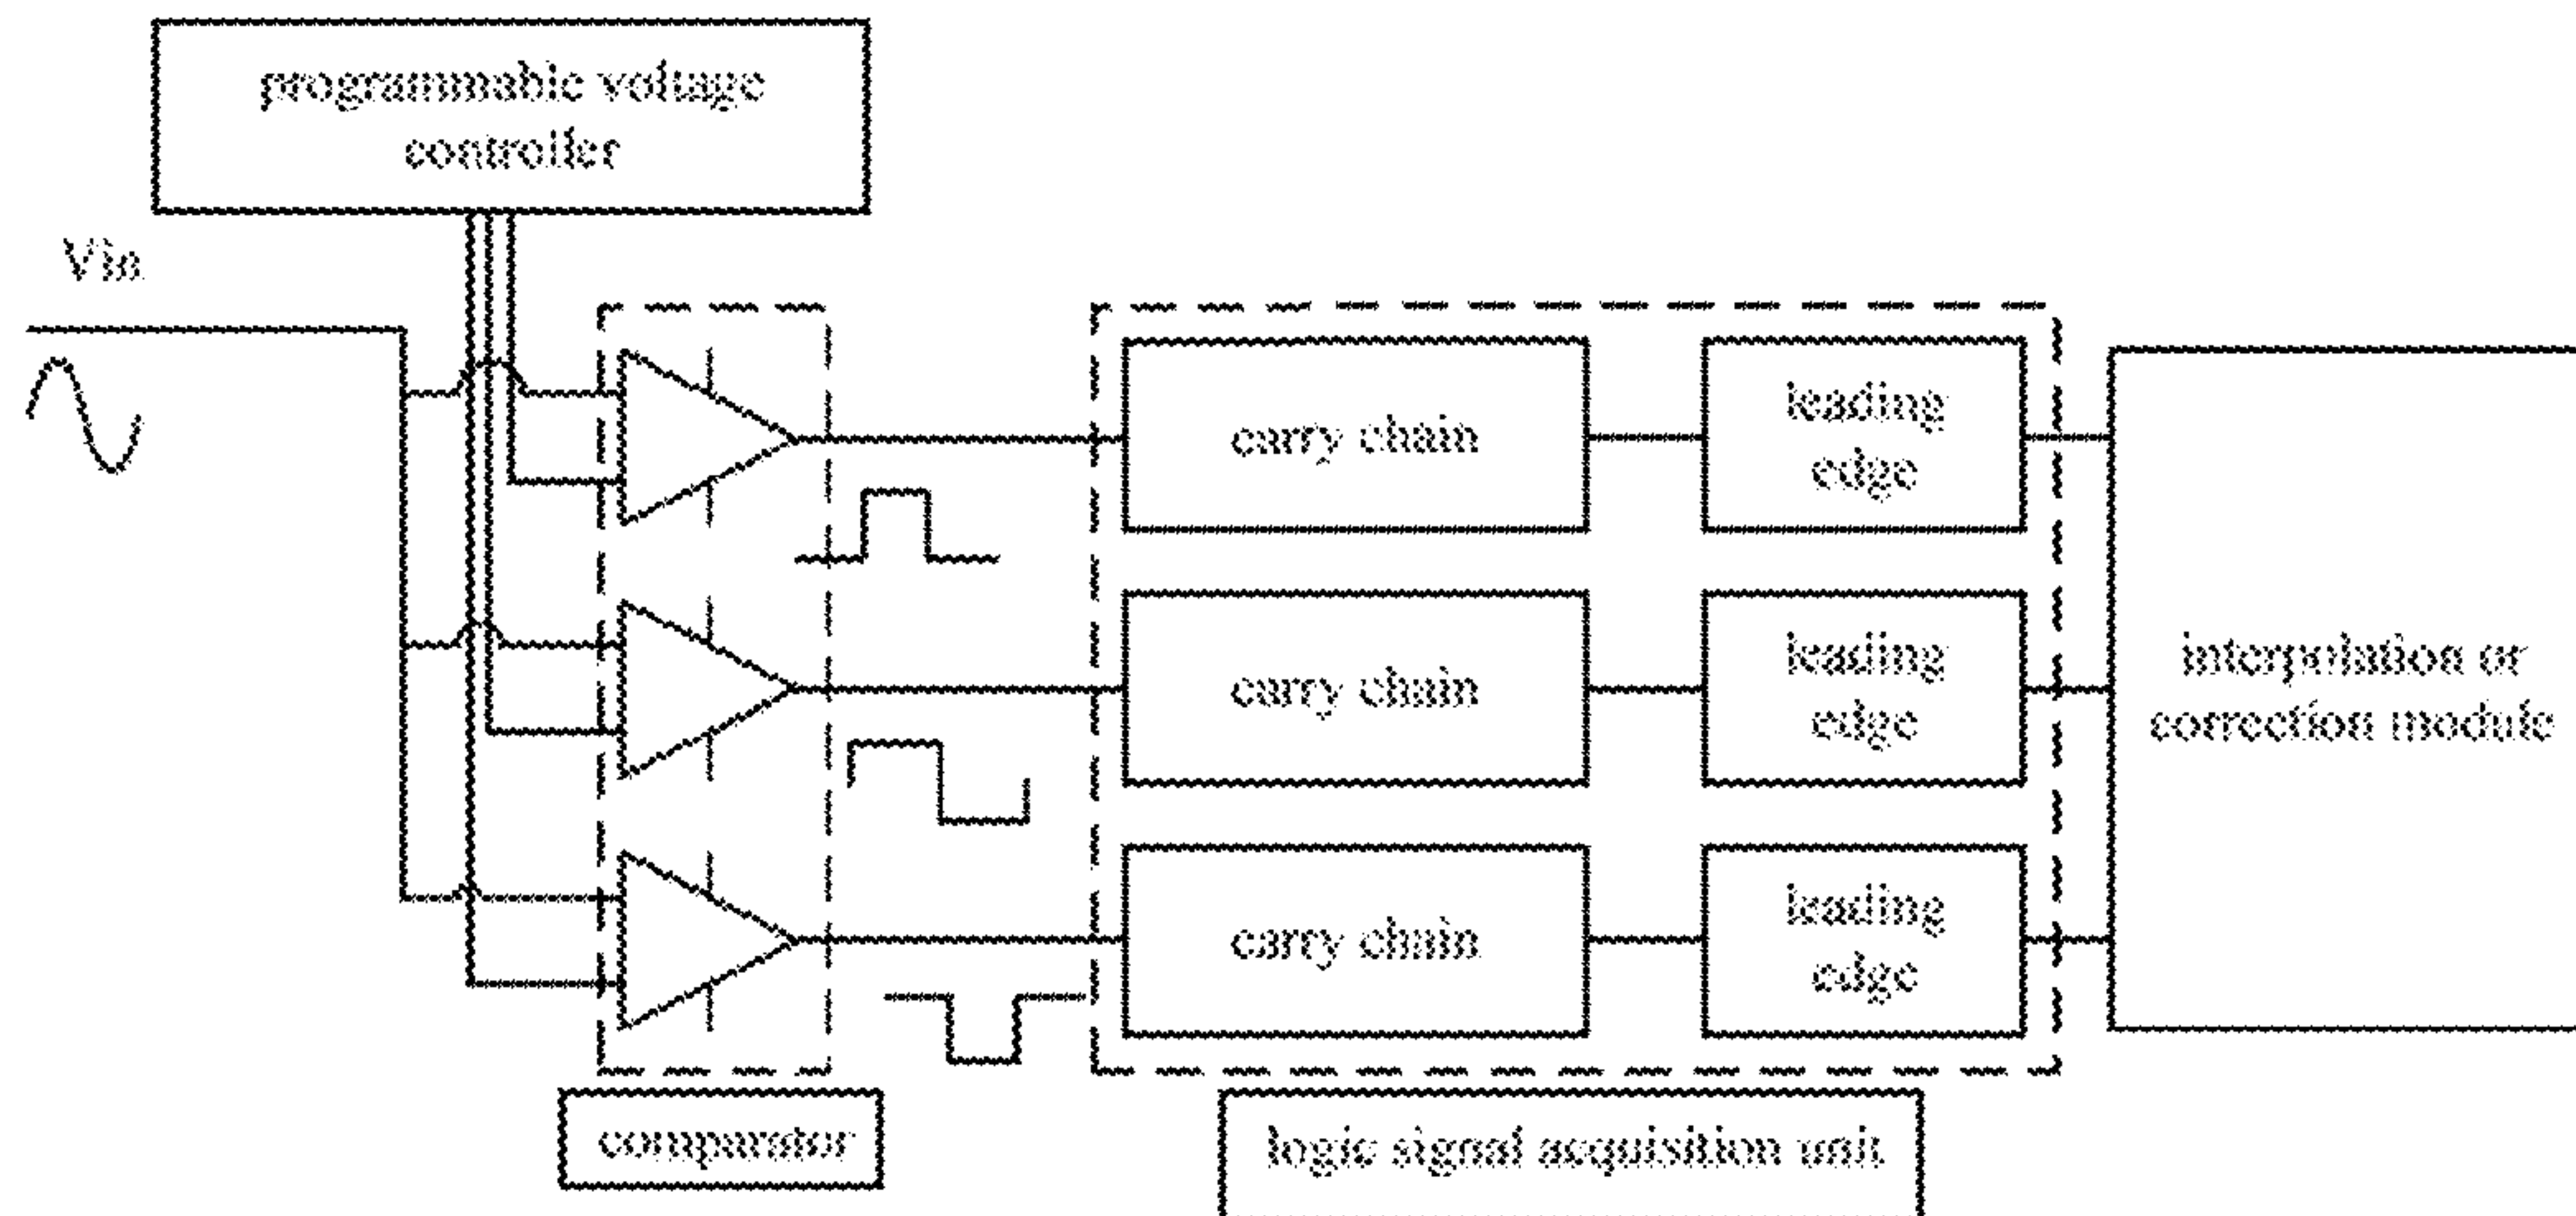 programmable voltage
controller
Vin
carry chain
leading
edge
carry chain
leading
edge
interpolation or
correction module
carry chain
leading
edge
comparator
logic signal acquisition unit